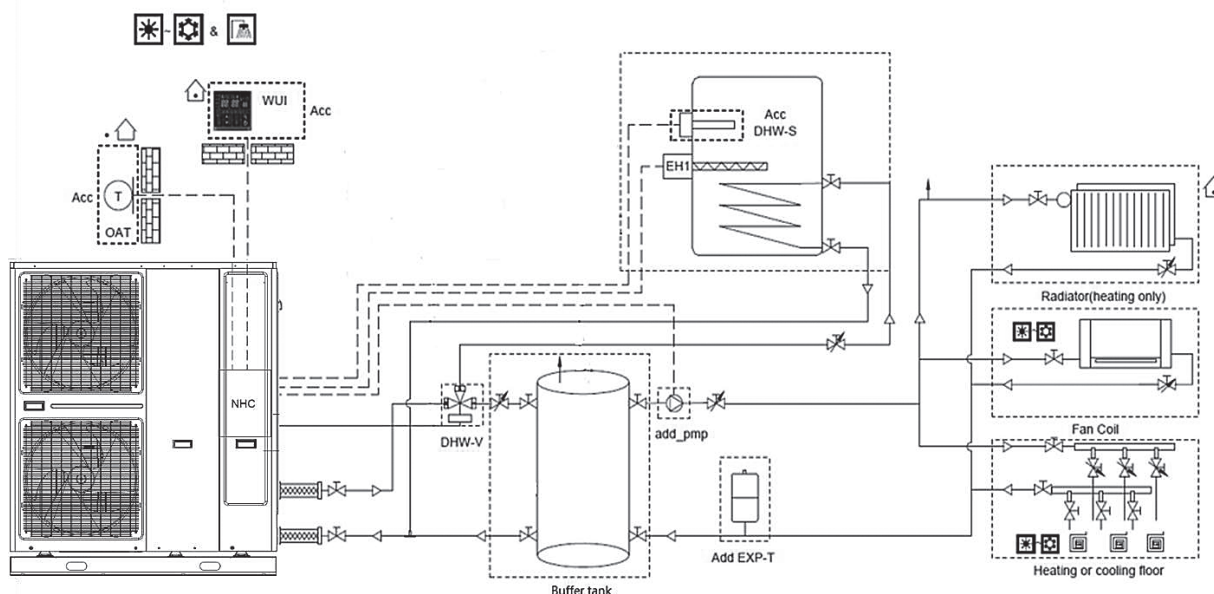 &
WUI
Acc
Acc
T
OAT
Acc
DHW-S
EH1
NHC
DHW-V
add_pmp
Add EXP-T
Buffer tank
Radiator(heating only)
Fan Coil
Heating or cooling floor